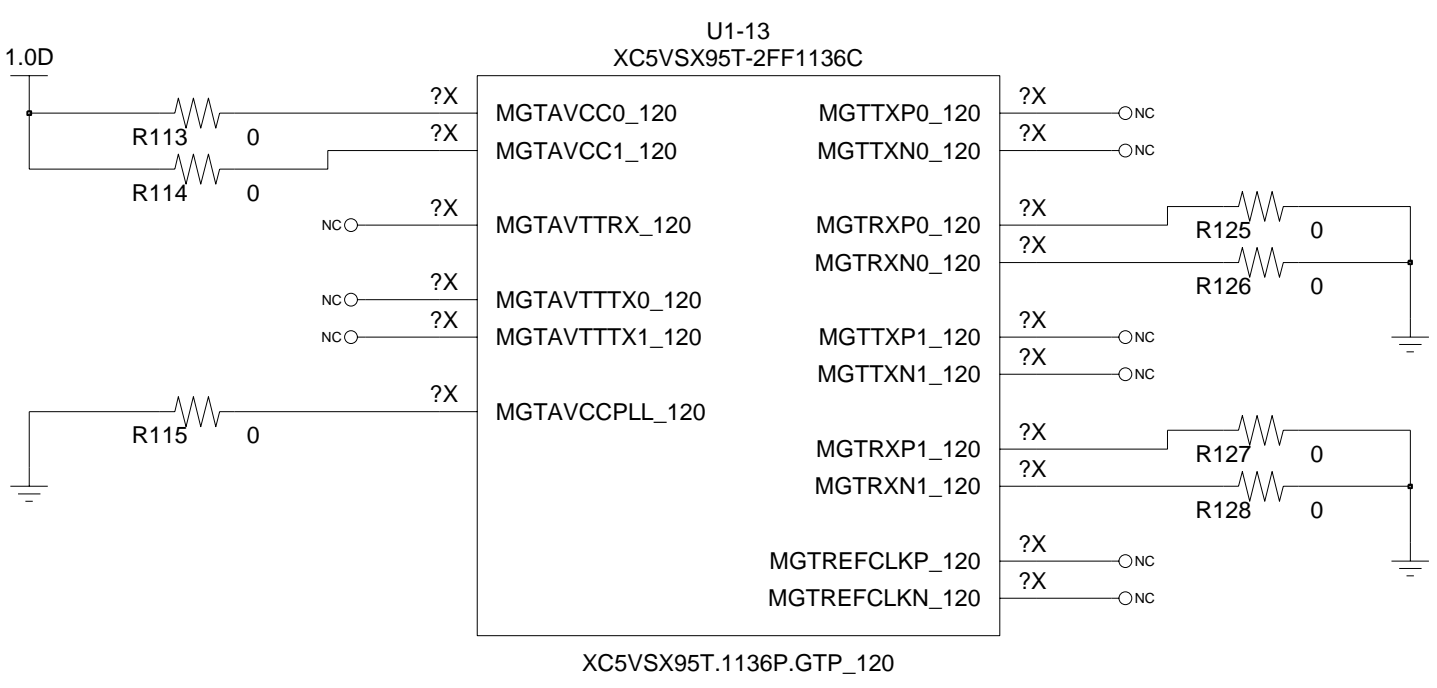 U1-13
XC5VSX95T-2FF1136C
1.0D
?X MGTAVCC0_120 MGTTXP0_120 ?X NC
R113 0 ?X MGTAVCC1_120 MGTTXN0_120 ?X NC
R114 0
NC ?X MGTAVTTRX_120 MGTRXP0_120 ?X R125 0
MGTRXN0_120 ?X R126 0
NC ?X MGTAVTTTX0_120
NC ?X MGTAVTTTX1_120 MGTTXP1_120 ?X NC
MGTTXN1_120 ?X NC
R115 0 ?X MGTAVCCPLL_120
MGTRXP1_120 ?X R127 0
MGTRXN1_120 ?X R128 0
MGTREFCLKP_120 ?X NC
MGTREFCLKN_120 ?X NC
XC5VSX95T.1136P.GTP_120